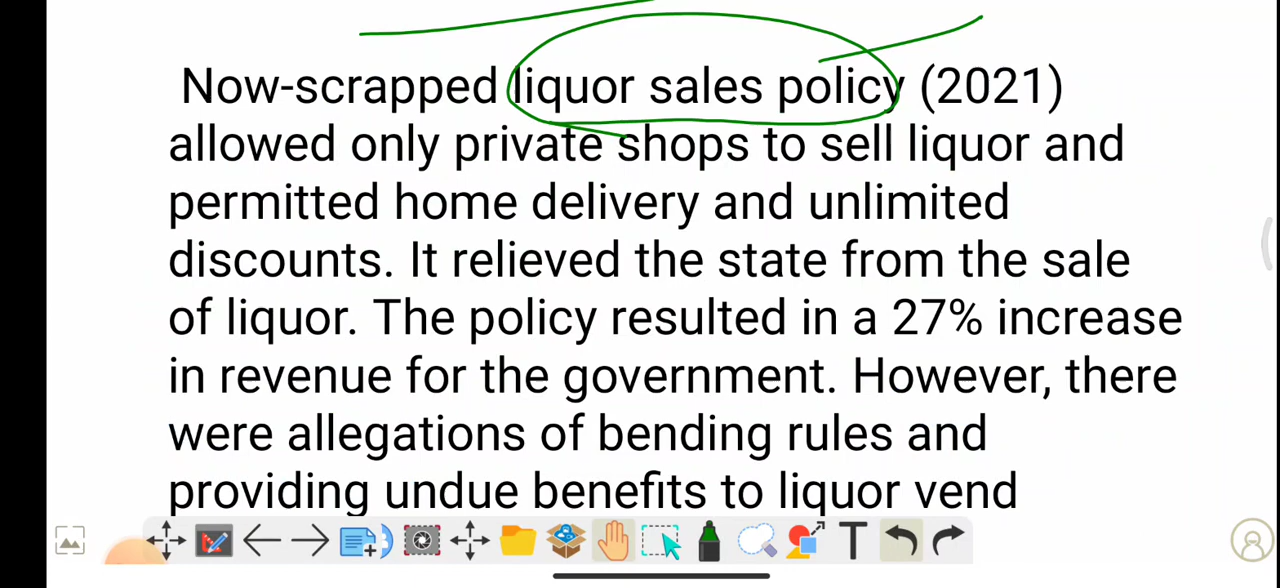 Now-scrapped liquor sales policy (2021)
allowed only private shops to sell liquor and
permitted home delivery and unlimited
discounts. It relieved the state from the sale
of liquor. The policy resulted in a 27% increase
in revenue for the government. However, there
were allegations of bending rules and
providing undue benefits to liquor vend
T